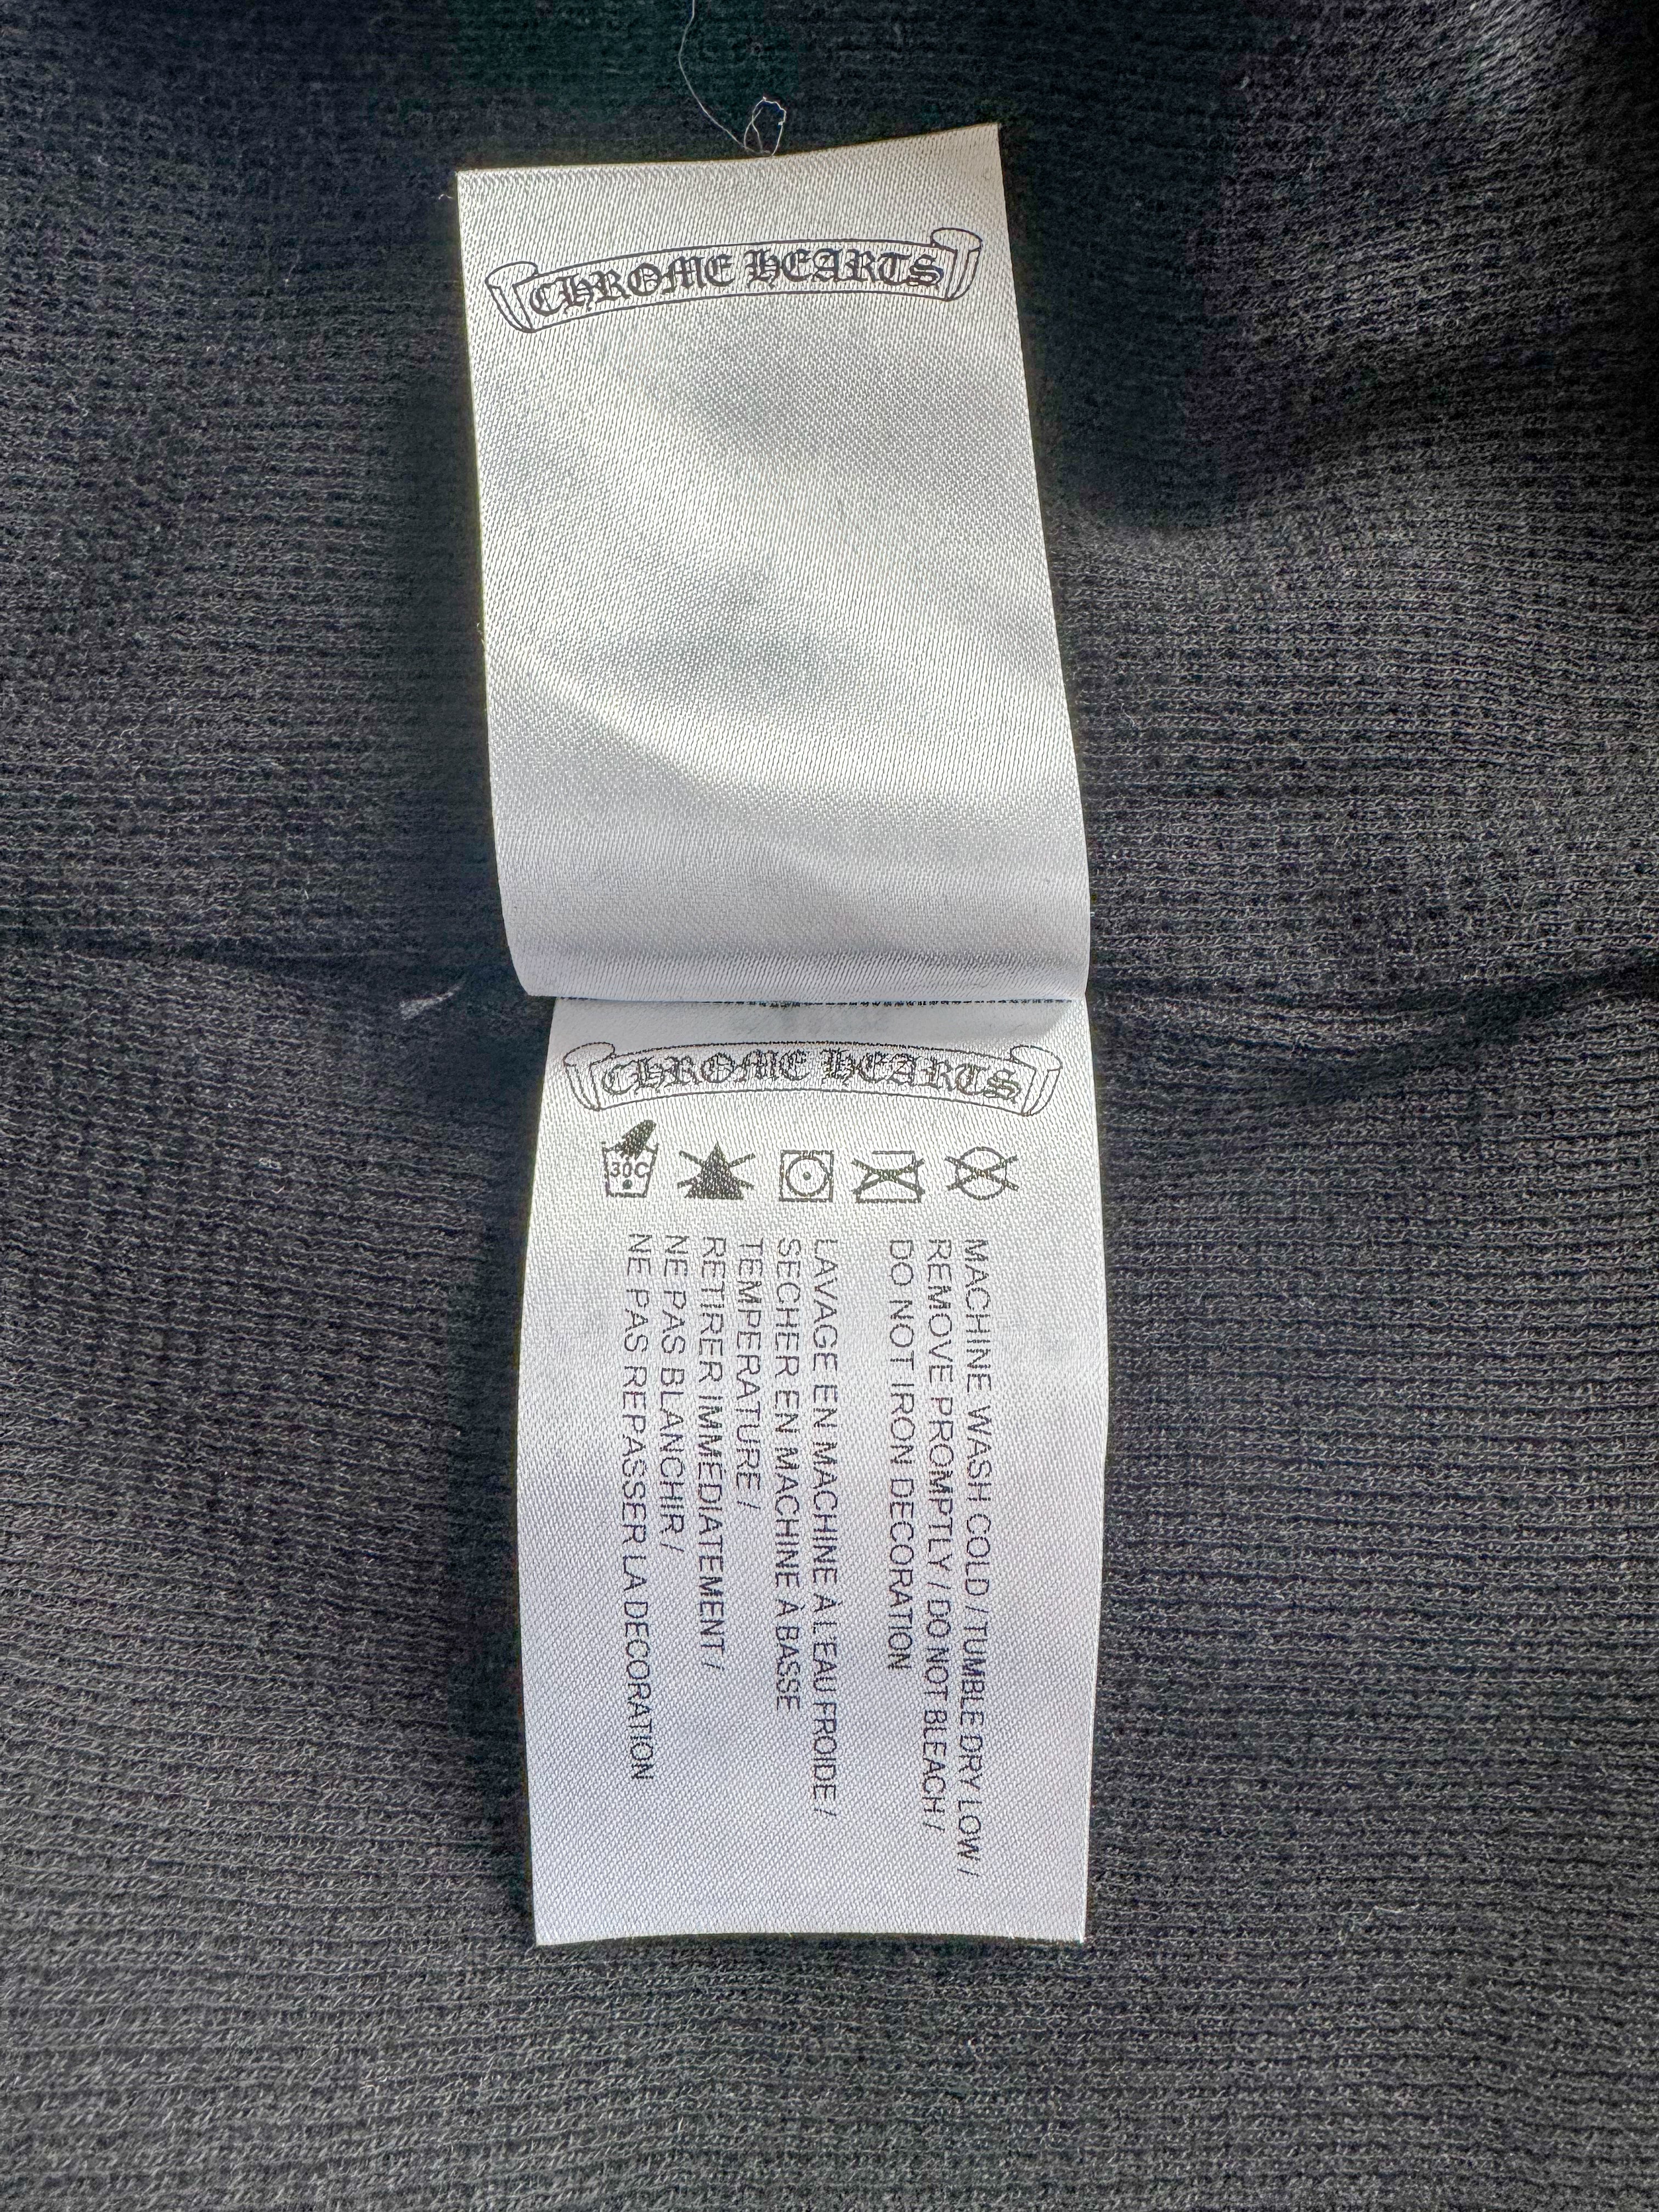 CHROME HEARTS
CHROME HEARTS
30C
MACHINE WASH COLD / TUMBLE DRY LOW /
REMOVE PROMPTLY / DO NOT BLEACH /
DO NOT IRON DECORATION
LAVAGE EN MACHINE À L'EAU FROIDE /
SECHER EN MACHINE À BASSE
TEMPERATURE /
RETIRER IMMÉDIATEMENT /
NE PAS BLANCHIR /
NE PAS REPASSER LA DECORATION